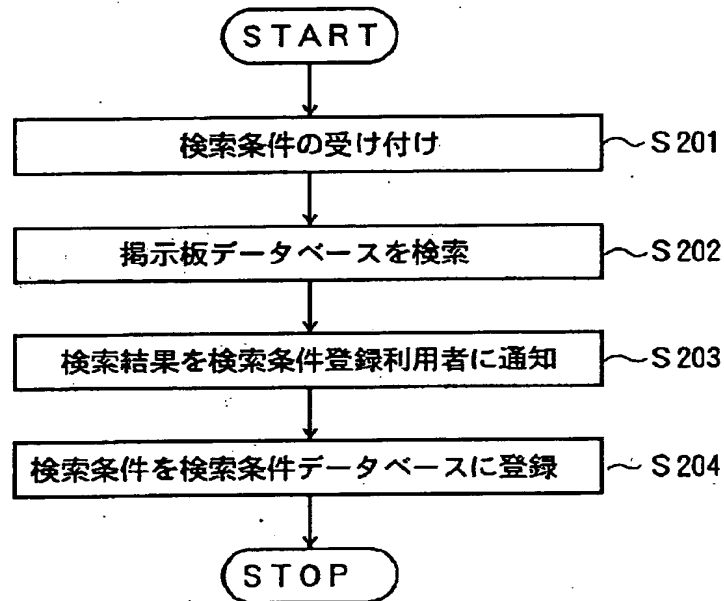 START
検索条件の受け付け
S201
掲示板データベースを検索
S202
検索結果を検索条件登録利用者に通知
S203
検索条件を検索条件データベースに登録
S204
STOP